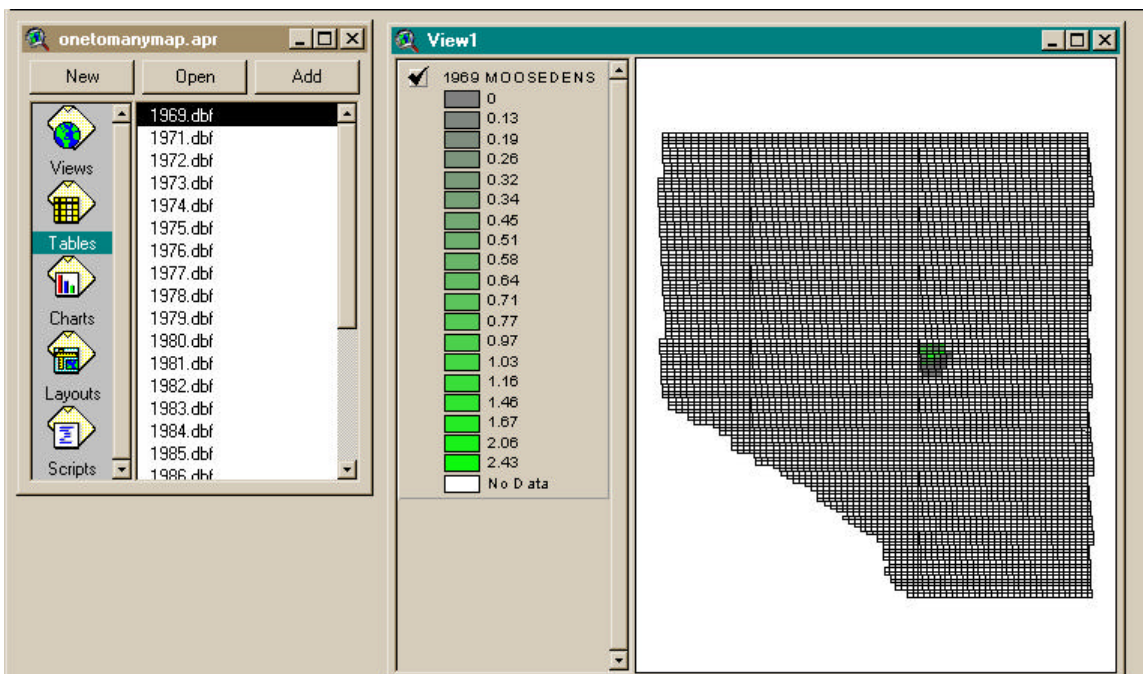 onetomanymap.apr
New Open Add
Views
Tables
Charts
Layouts
Scripts
1969.dbf
1971.dbf
1972.dbf
1973.dbf
1974.dbf
1975.dbf
1976.dbf
1977.dbf
1978.dbf
1979.dbf
1980.dbf
1981.dbf
1982.dbf
1983.dbf
1984.dbf
1985.dbf
1986.dbf
View1
1969 MOOSEDENS
0
0.13
0.19
0.26
0.32
0.34
0.45
0.51
0.58
0.64
0.71
0.77
0.97
1.03
1.16
1.46
1.67
2.06
2.43
No Data